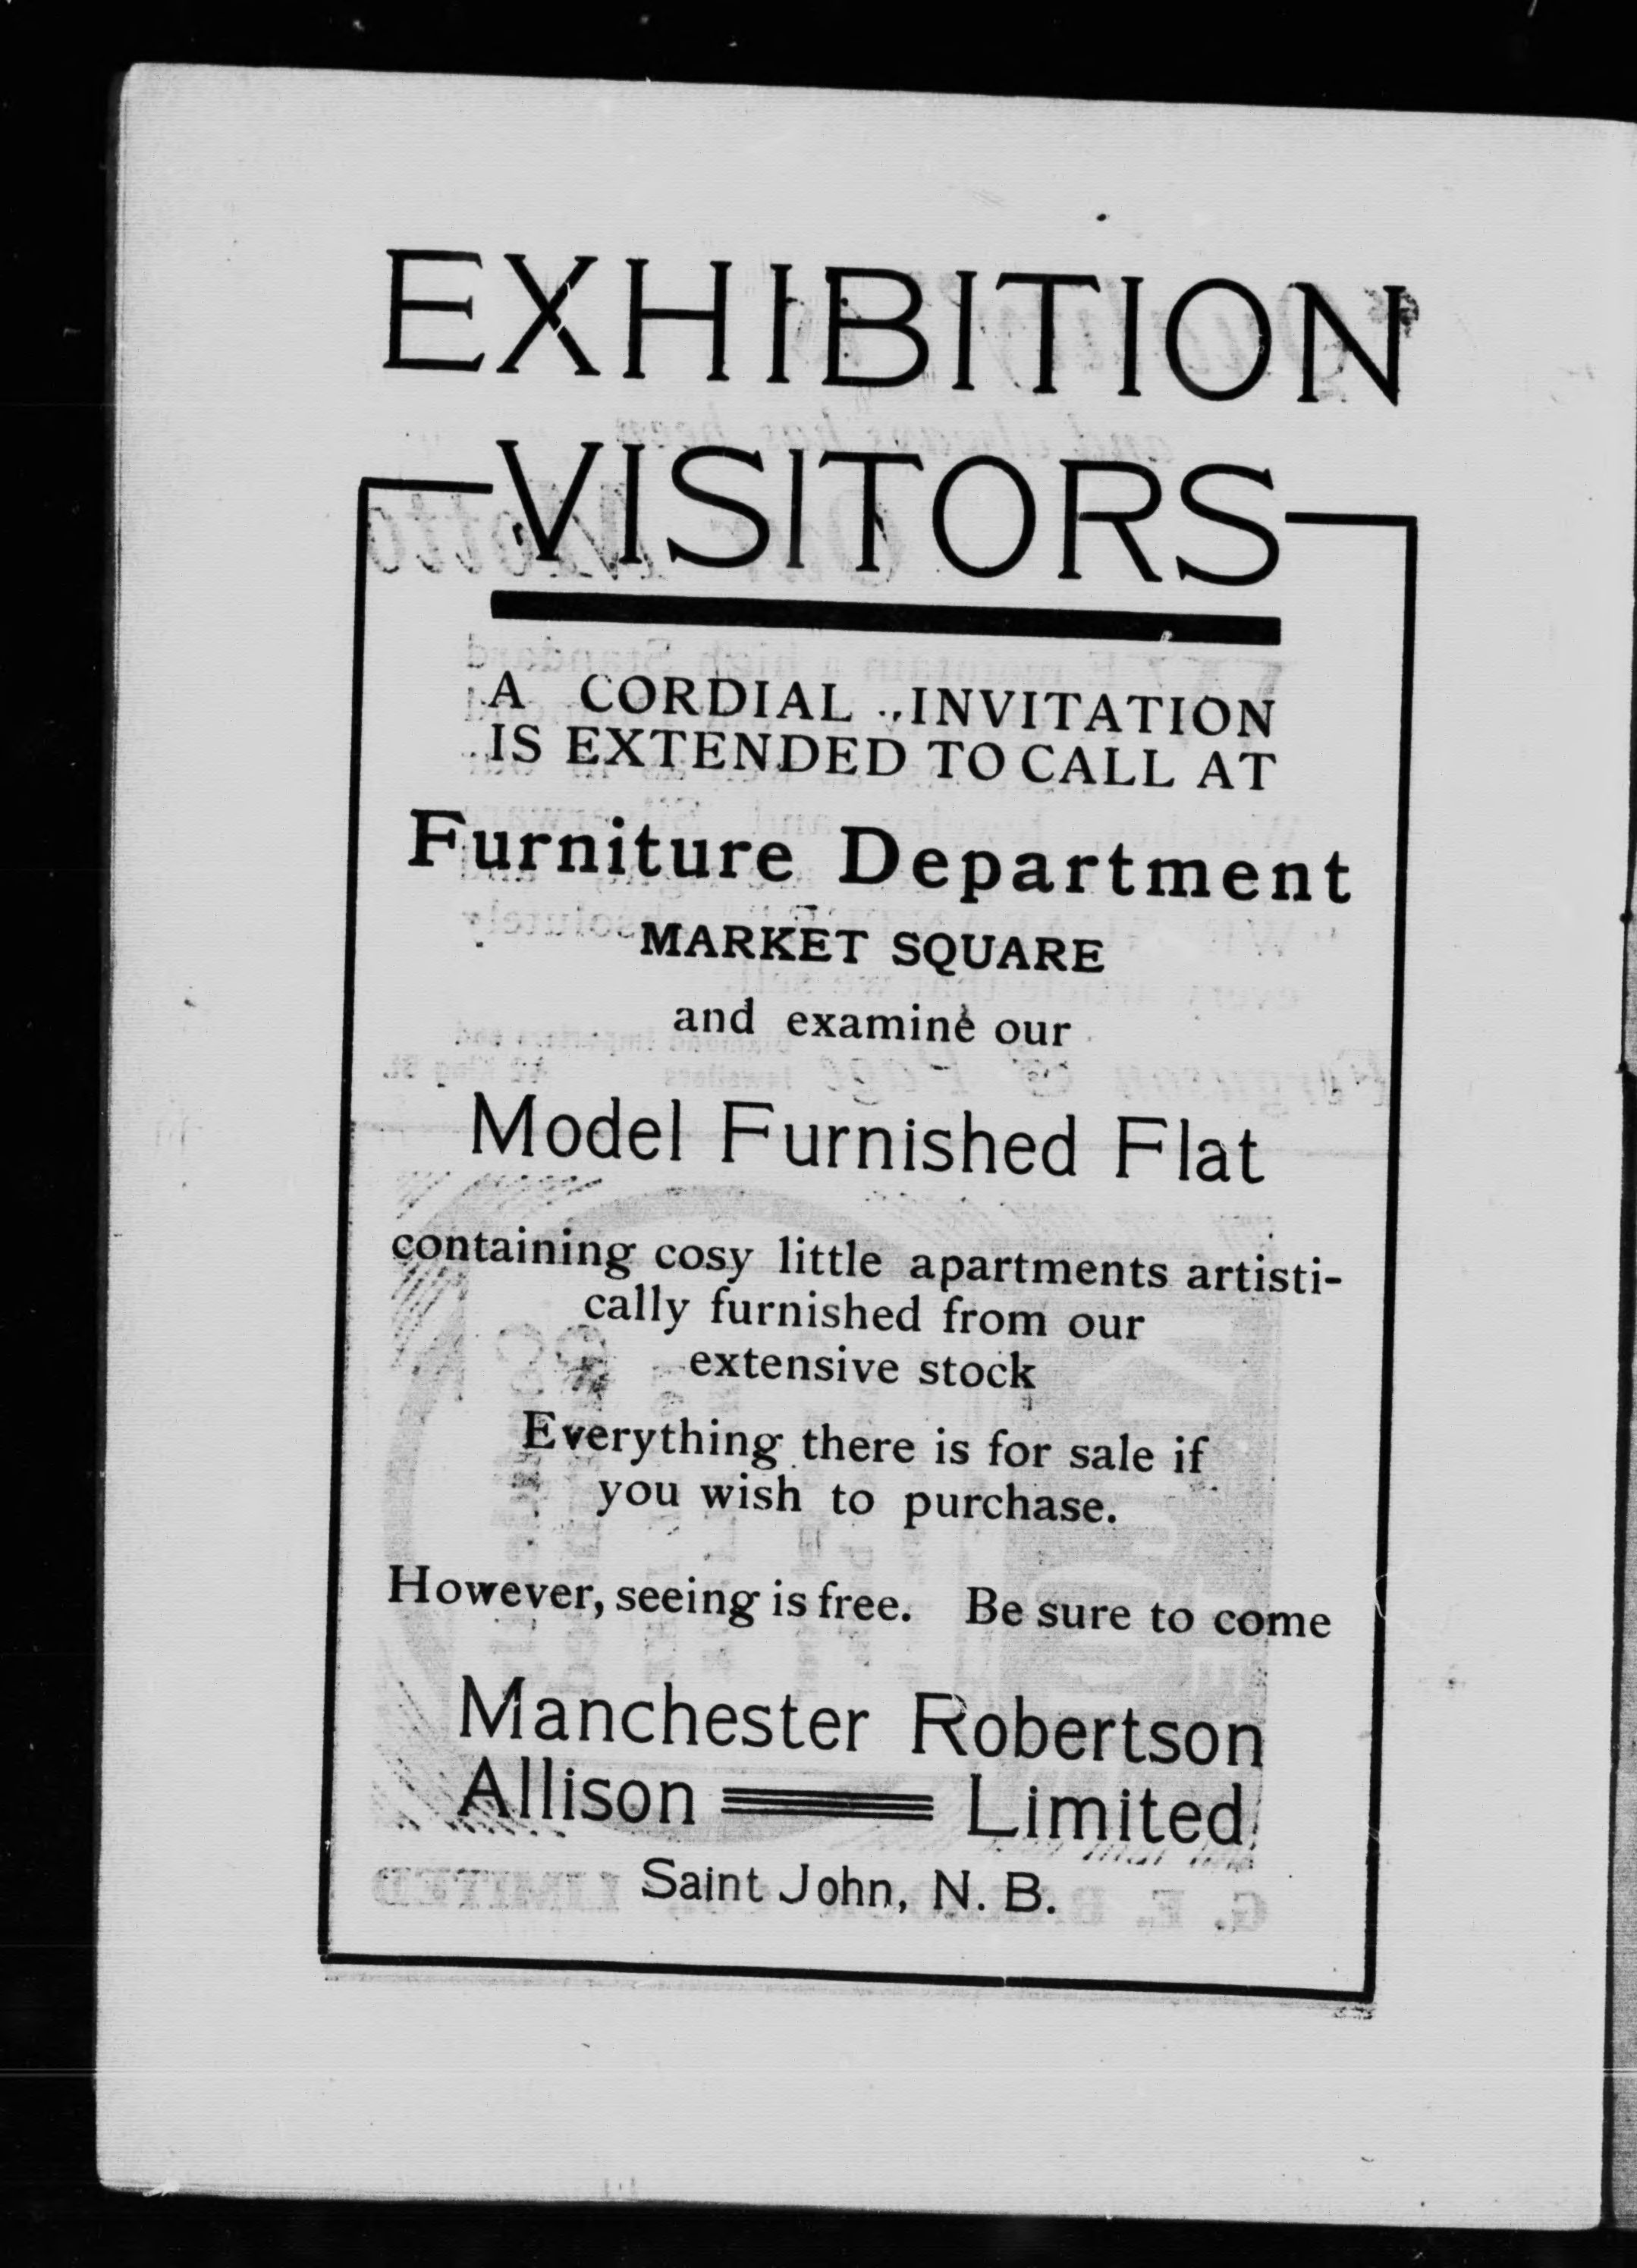 EXHIBITION
VISITORS
A CORDIAL INVITATION
IS EXTENDED TO CALL AT
Furniture Department
MARKET SQUARE
and examine our
Model Furnished Flat
containing cosy little apartments artisti-
cally furnished from our
extensive stock
Everything there is for sale if
you wish to purchase.
However, seeing is free. Be sure to come
Manchester Robertson
Allison Limited
Saint John, N. B.